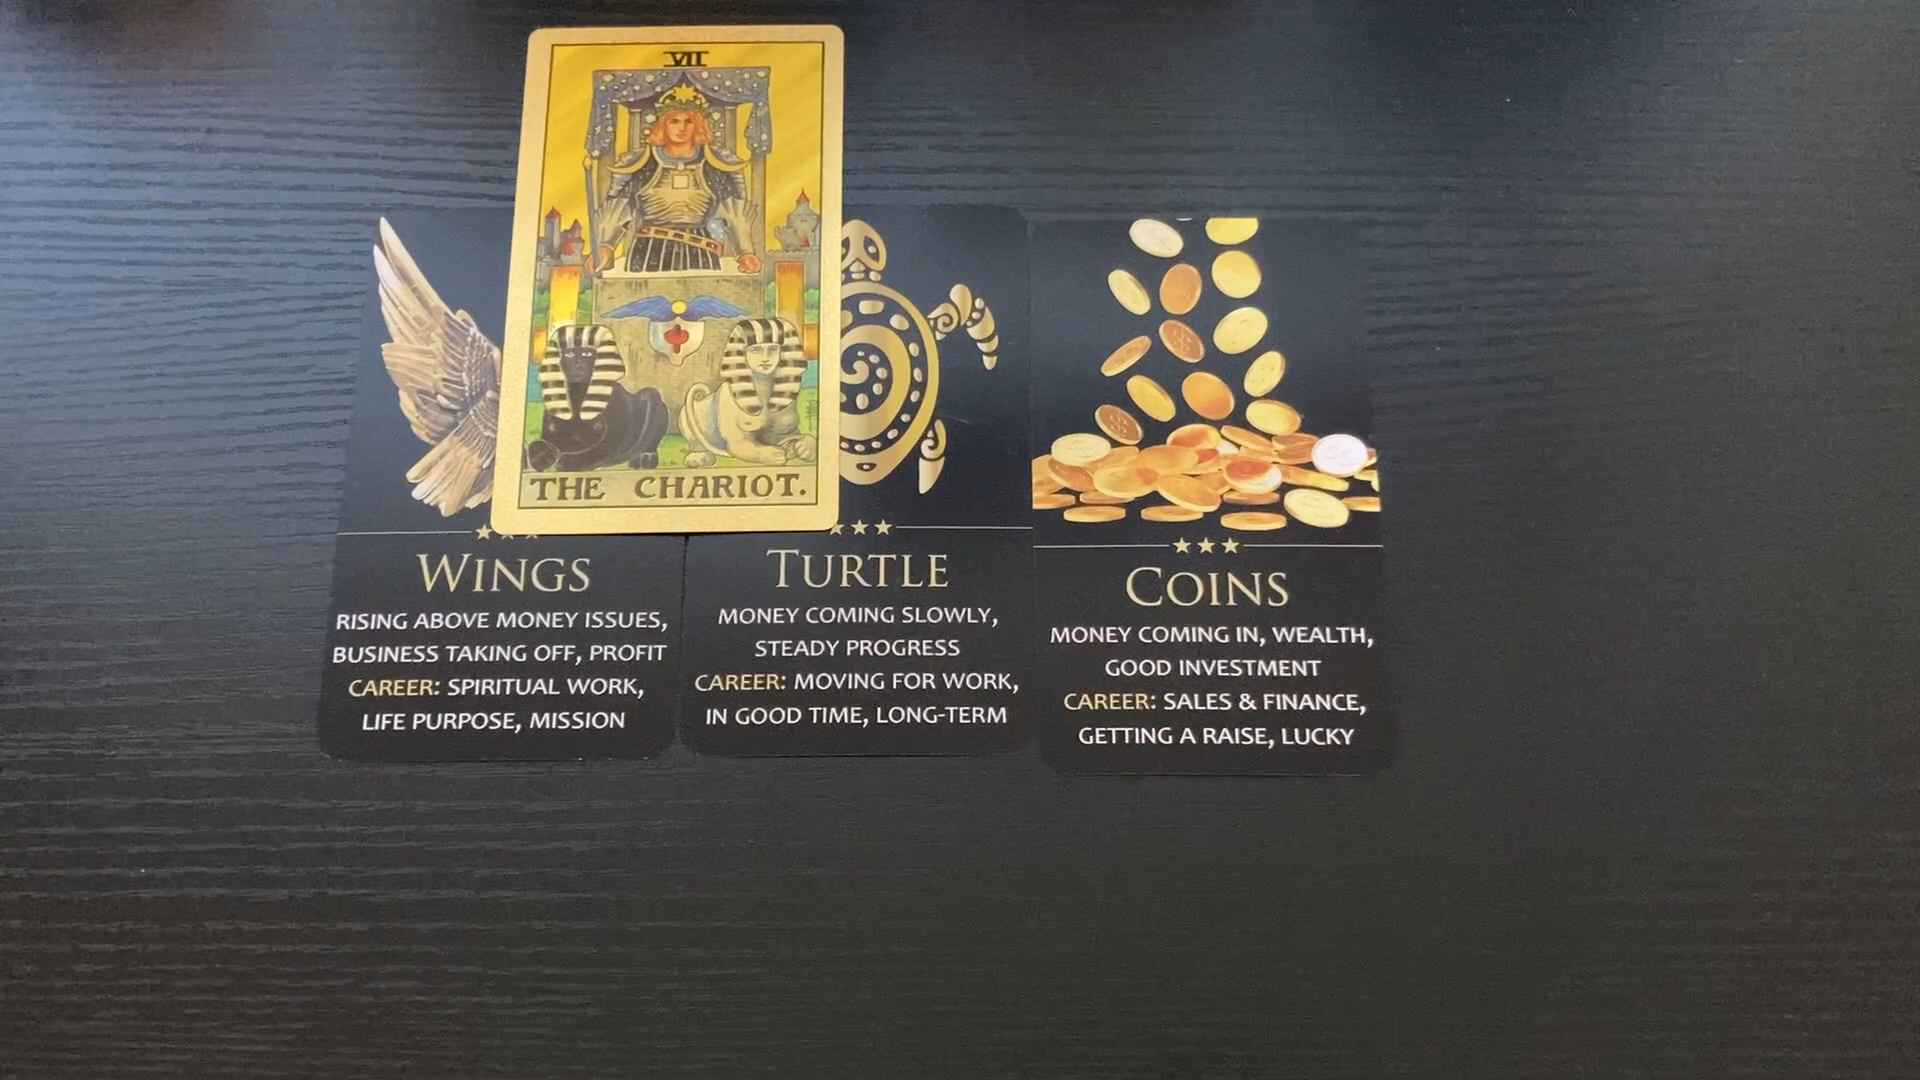 VII
THE CHARIOT.
WINGS
RISING ABOVE MONEY ISSUES,
BUSINESS TAKING OFF, PROFIT
CAREER: SPIRITUAL WORK,
LIFE PURPOSE, MISSION
TURTLE
MONEY COMING SLOWLY,
STEADY PROGRESS
CAREER: MOVING FOR WORK,
IN GOOD TIME, LONG-TERM
COINS
MONEY COMING IN, WEALTH,
GOOD INVESTMENT
CAREER: SALES & FINANCE,
GETTING A RAISE, LUCKY